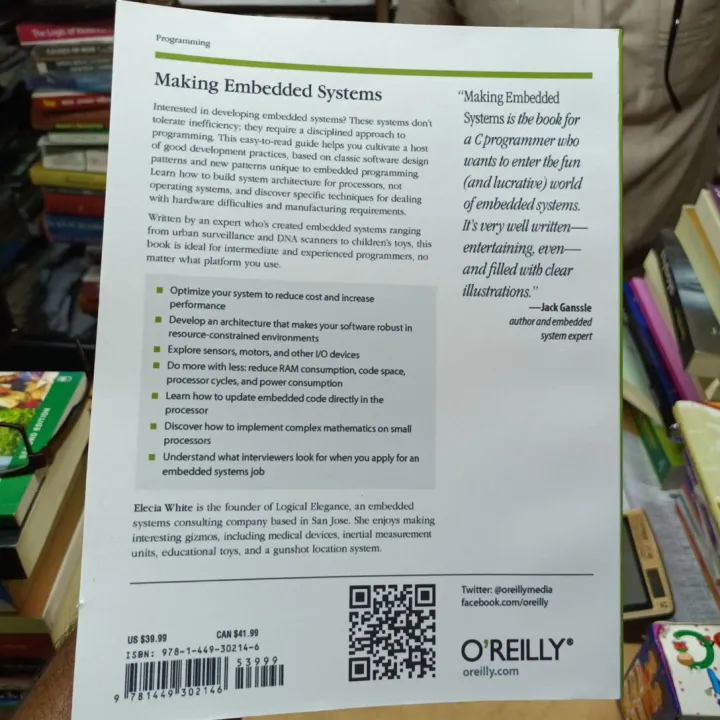 The Logic of
Programming
Making Embedded Systems
Interested in developing embedded systems? These systems don't
tolerate inefficiency; they require a disciplined approach to
programming. This easy-to-read guide helps you cultivate a host
of good development practices, based on classic software design
patterns and new patterns unique to embedded programming.
Learn how to build system architecture for processors, not
operating systems, and discover specific techniques for dealing
with hardware difficulties and manufacturing requirements.
Written by an expert who's created embedded systems ranging
from urban surveillance and DNA scanners to children's toys, this
book is ideal for intermediate and experienced programmers, no
matter what platform you use.
Optimize your system to reduce cost and increase
performance
Develop an architecture that makes your software robust in
resource-constrained environments
Explore sensors, motors, and other I/O devices
Do more with less: reduce RAM consumption, code space,
processor cycles, and power consumption
Learn how to update embedded code directly in the
processor
Discover how to implement complex mathematics on small
processors
Understand what interviewers look for when you apply for an
embedded systems job
Elecia White is the founder of Logical Elegance, an embedded
systems consulting company based in San Jose. She enjoys making
interesting gizmos, including medical devices, inertial measurement
units, educational toys, and a gunshot location system.
"Making Embedded
Systems is the book for
a C programmer who
wants to enter the fun
(and lucrative) world
of embedded systems.
It's very well written—
entertaining, even—
and filled with clear
illustrations."
—Jack Ganssle
author and embedded
system expert
US $39.99 CAN $41.99
ISBN: 978-1-449-30214-6
53999
9 781449 302146
Twitter: @oreillymedia
facebook.com/oreilly
O'REILLY®
oreilly.com
EDITION